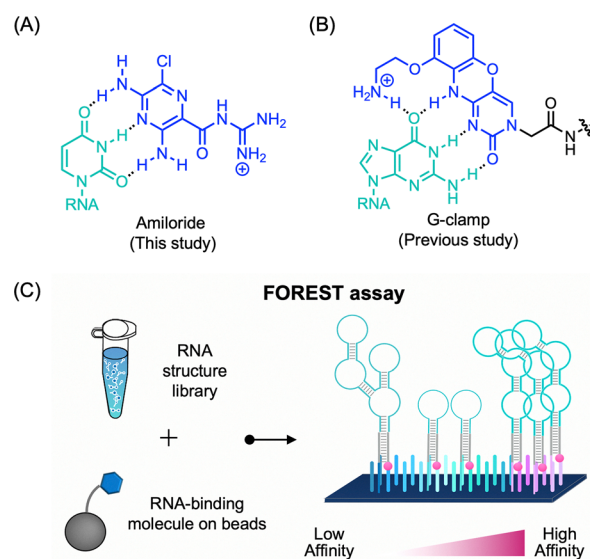 (A)
Cl
H
N
H
N
H
N
NH2
N
O
NH2
⊕
O
N
H
N
O
H
N
H
RNA
Amiloride
(This study)
(B)
O
O
N
H2N
⊕
H
H
N
N
O
O
N
H
N
N
N
H
O
N
N
H
H
RNA
G-clamp
(Previous study)
(C)
FOREST assay
RNA
structure
library
+
RNA-binding
molecule on beads
Low
Affinity
High
Affinity